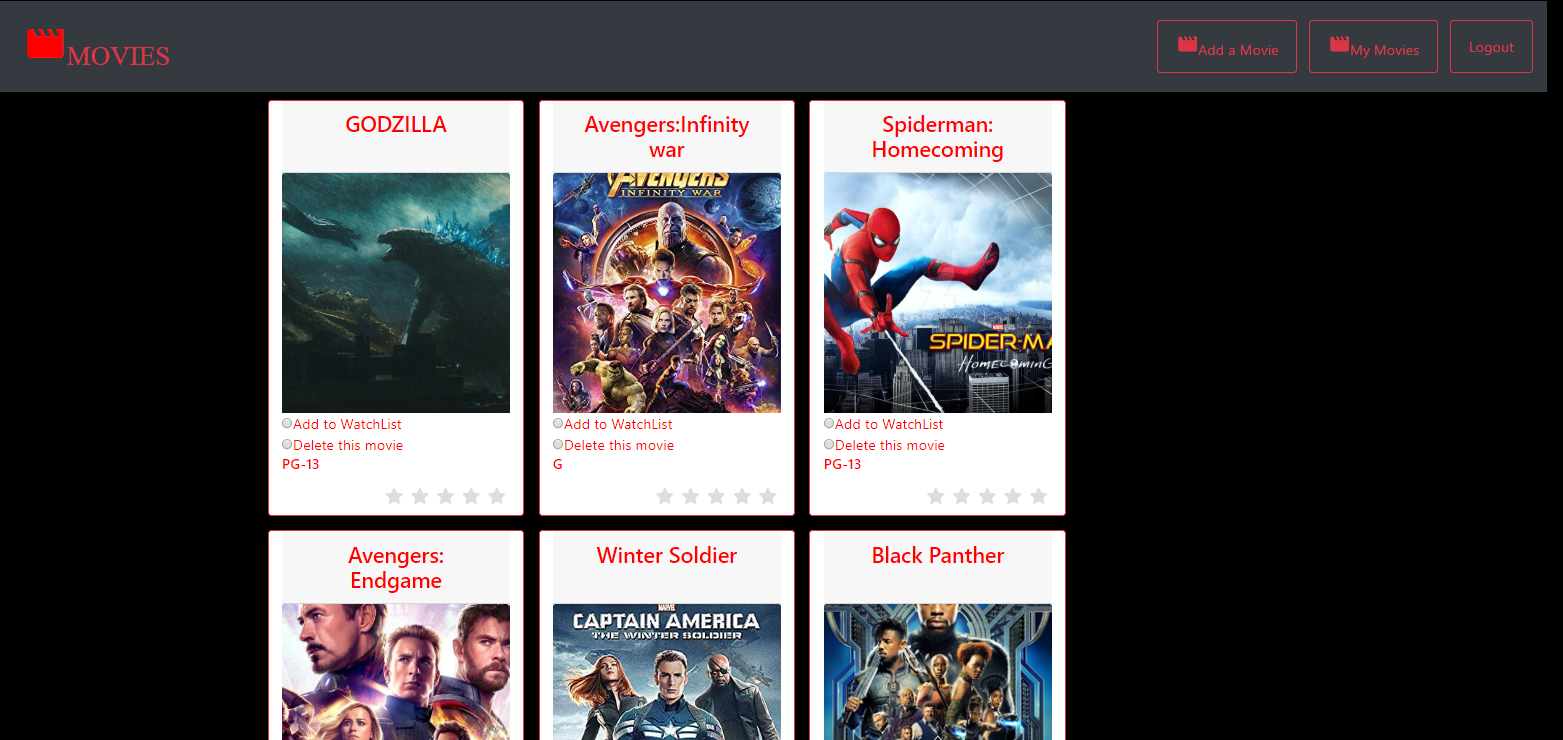 MOVIES
Add a Movie
My Movies
Logout
GODZILLA
Add to WatchList
Delete this movie
PG-13
Avengers:Infinity
war
AVENGERS
INFINITY WAR
Add to WatchList
Delete this movie
G
Spiderman:
Homecoming
SPIDER-MA
HOMECOMING
Add to WatchList
Delete this movie
PG-13
Avengers:
Endgame
Winter Soldier
MARVEL
CAPTAIN AMERICA
THE WINTER SOLDIER
Black Panther